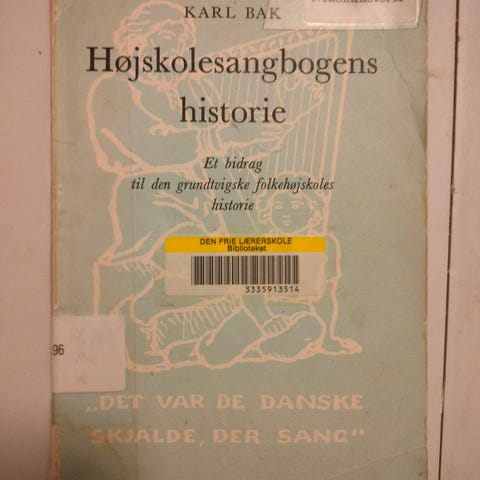 KARL BAK
Højskolesangbogens
historie
Et bidrag
til den grundtvigske folkehøjskoles
historie
DEN FRIE LÆRERSKOLE
Biblioteket
3335913514
96
„DET VAR DE DANSKE
SKJALDE, DER SANG”